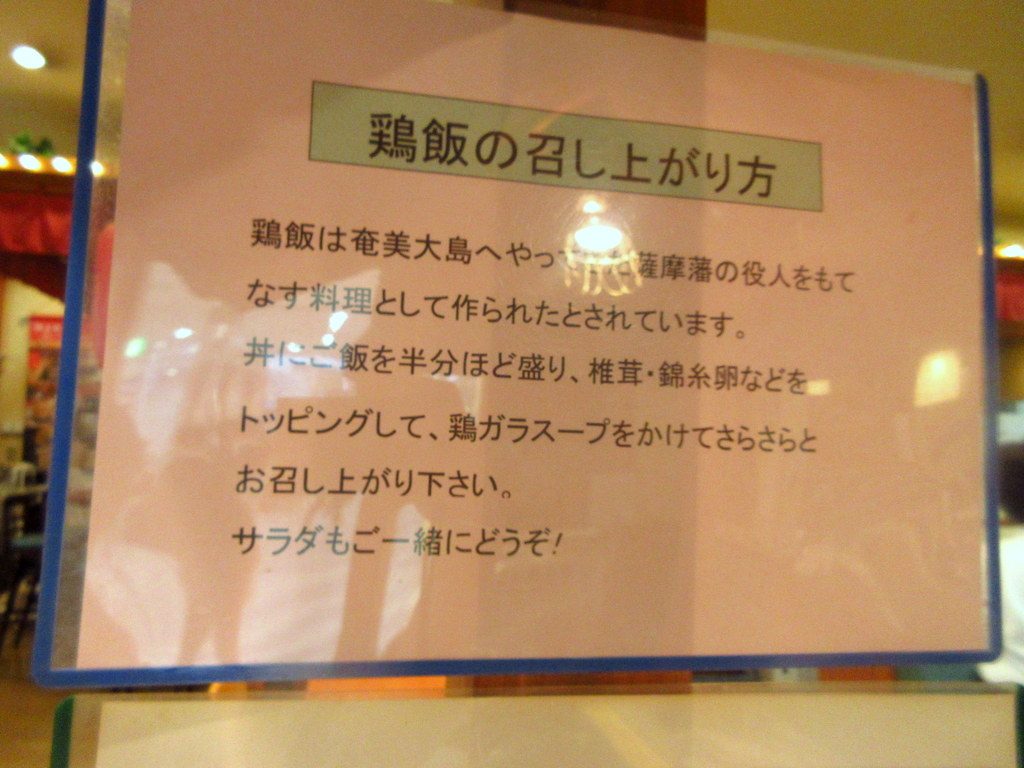 鶏飯の召し上がり方
鶏飯は奄美大島へやっ 薩摩藩の役人をもて
なす料理として作られたとされています。
丼にご飯を半分ほど盛り、椎茸・錦糸卵などを
トッピングして、鶏ガラスープをかけてさらさらと
お召し上がり下さい。
サラダもご一緒にどうぞ!